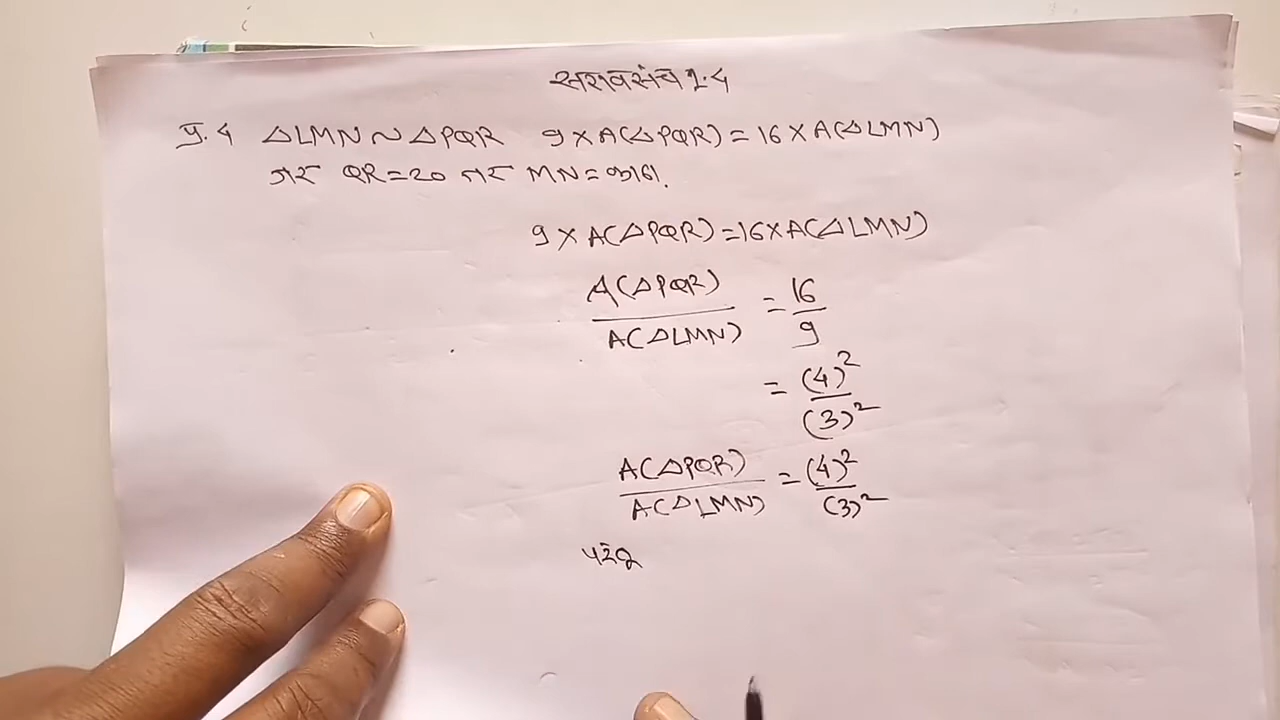 सरावसंच 1.4
प्र.4 △LMN ~ △PQR 9×A(△PQR) = 16×A(△LMN)
जर QR=20 तर MN=काढा.
9×A(△PQR)=16×A(△LMN)
A(△PQR)/A(△LMN) = 16/9
= (4)²/(3)²
A(△PQR)/A(△LMN) = (4)²/(3)²
परंतु